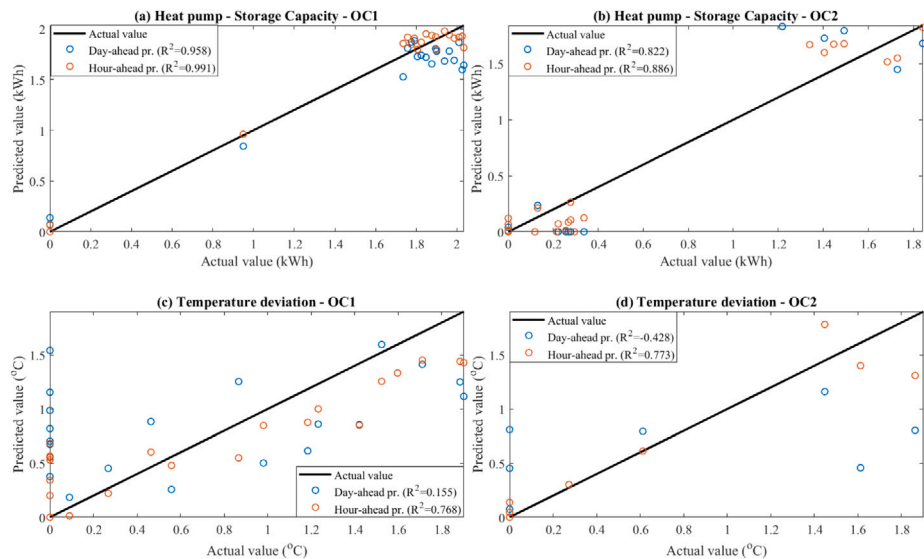 (a) Heat pump - Storage Capacity - OC1
Actual value
Day-ahead pr. (R²=0.958)
Hour-ahead pr. (R²=0.991)
Predicted value (kWh)
2
1.5
1
0.5
0
0 0.2 0.4 0.6 0.8 1 1.2 1.4 1.6 1.8 2
Actual value (kWh)
(b) Heat pump - Storage Capacity - OC2
Actual value
Day-ahead pr. (R²=0.822)
Hour-ahead pr. (R²=0.886)
Predicted value (kWh)
1.5
1
0.5
0
0 0.2 0.4 0.6 0.8 1 1.2 1.4 1.6 1.8
Actual value (kWh)
(c) Temperature deviation - OC1
Predicted value (°C)
1.5
1
0.5
0
Actual value
Day-ahead pr. (R²=0.155)
Hour-ahead pr. (R²=0.768)
0 0.2 0.4 0.6 0.8 1 1.2 1.4 1.6 1.8
Actual value (°C)
(d) Temperature deviation - OC2
Actual value
Day-ahead pr. (R²=-0.428)
Hour-ahead pr. (R²=0.773)
Predicted value (°C)
1.5
1
0.5
0
0 0.2 0.4 0.6 0.8 1 1.2 1.4 1.6 1.8
Actual value (°C)